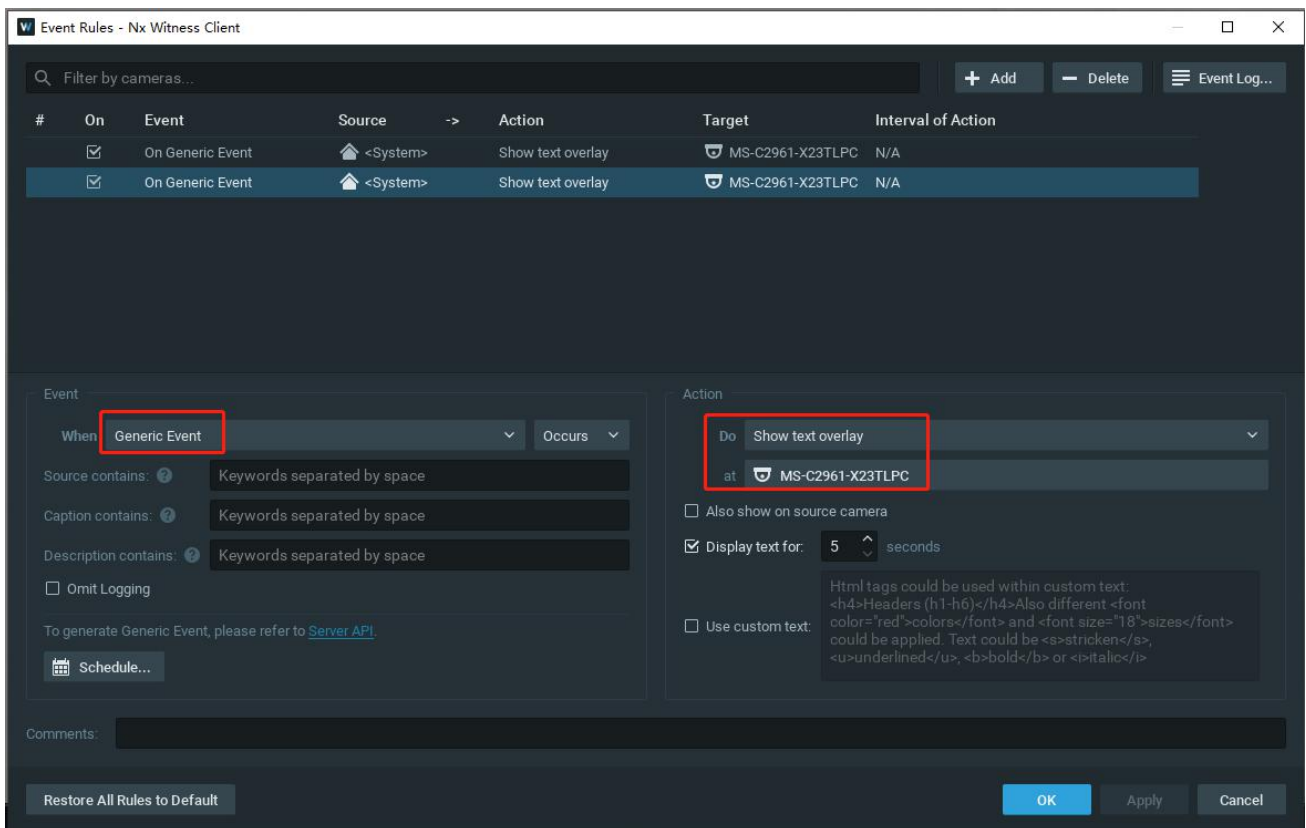 W Event Rules - Nx Witness Client
Filter by cameras...
+ Add
— Delete
Event Log...
# On Event Source -> Action Target Interval of Action
On Generic Event <System> Show text overlay MS-C2961-X23TLPC N/A
On Generic Event <System> Show text overlay MS-C2961-X23TLPC N/A
Event
When Generic Event Occurs
Source contains: ? Keywords separated by space
Caption contains: ? Keywords separated by space
Description contains: ? Keywords separated by space
Omit Logging
To generate Generic Event, please refer to Server API.
Schedule...
Action
Do Show text overlay
at MS-C2961-X23TLPC
Also show on source camera
Display text for: 5 seconds
Use custom text:
Html tags could be used within custom text:
<h4>Headers (h1-h6)</h4>Also different <font
color="red">colors</font> and <font size="18">sizes</font>
could be applied. Text could be <s>stricken</s>,
<u>underlined</u>, <b>bold</b> or <i>italic</i>
Comments:
Restore All Rules to Default
OK
Apply
Cancel